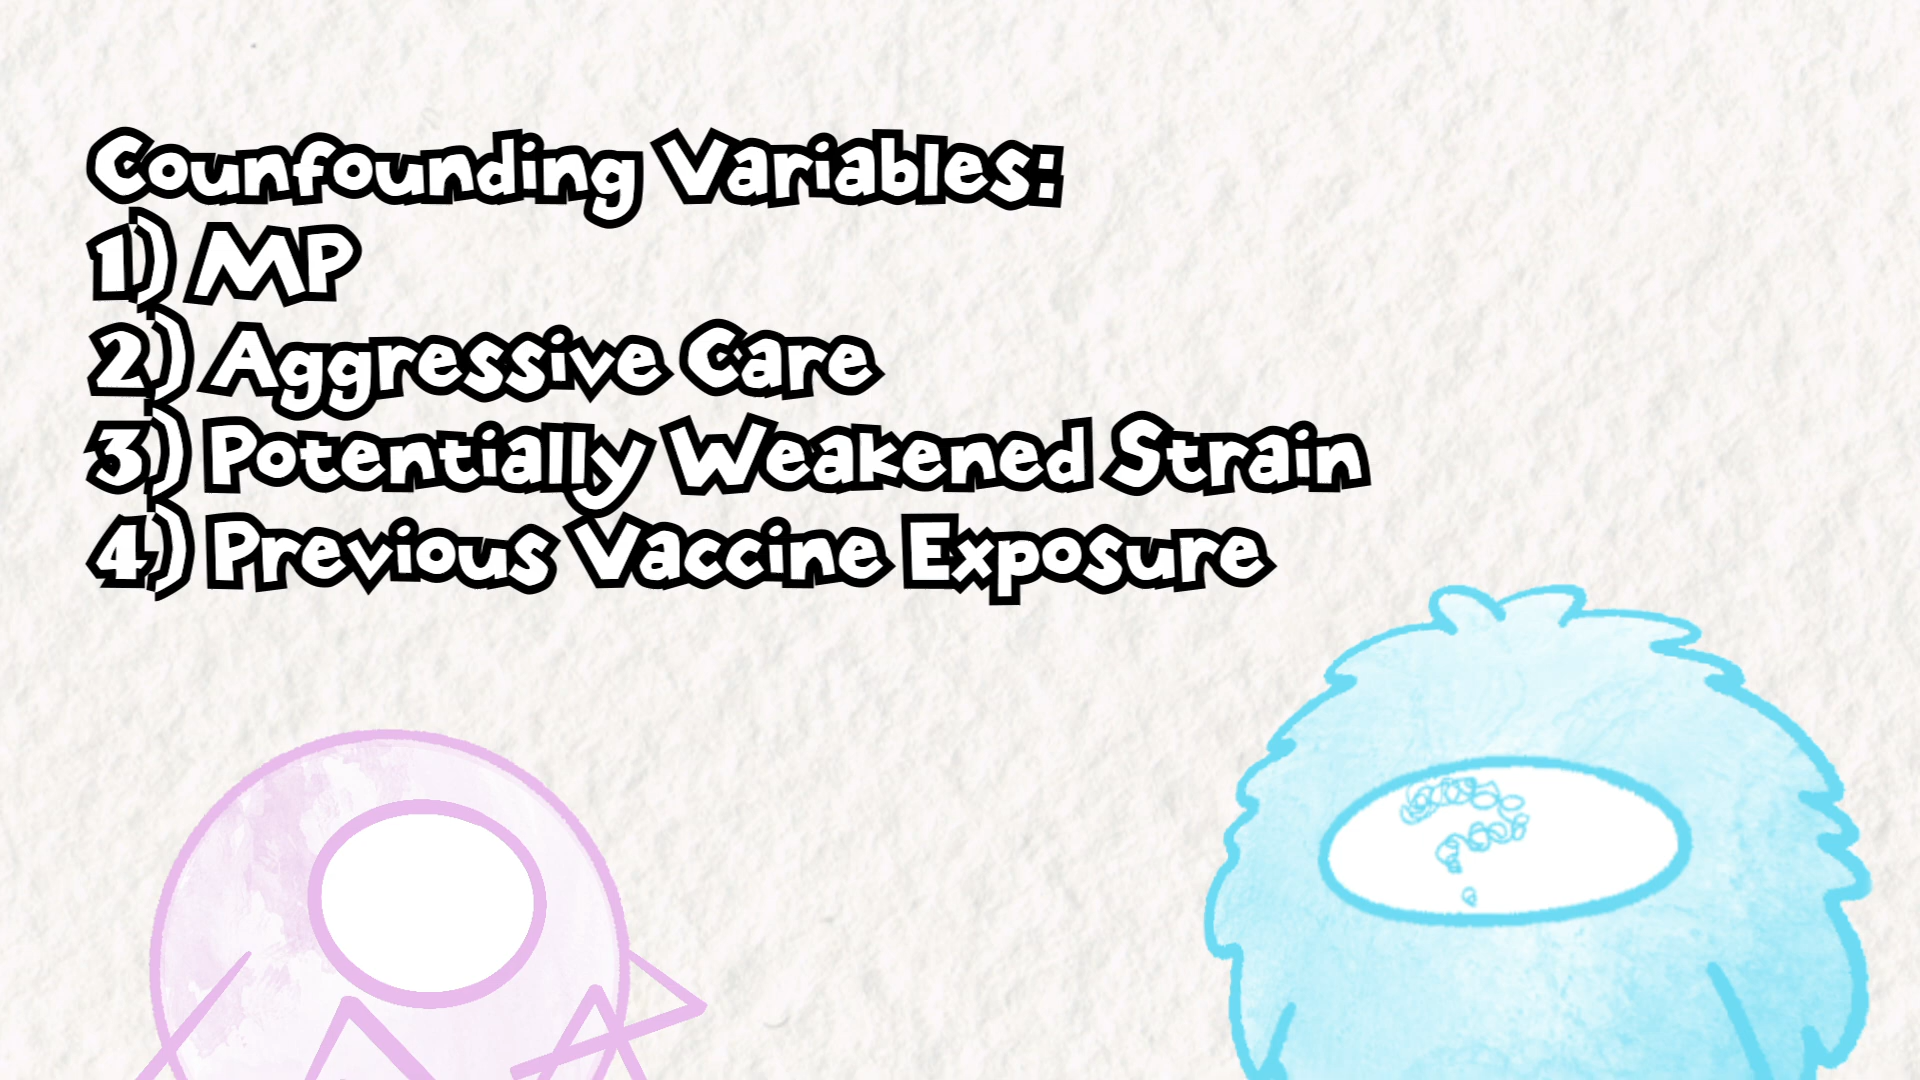 Counfounding Variables:
1) MP
2) Aggressive Care
3) Potentially Weakened Strain
4) Previous Vaccine Exposure